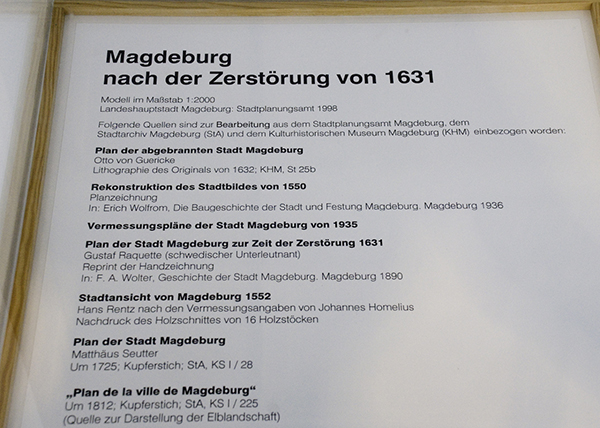 Magdeburg
nach der Zerstörung von 1631
Modell im Maßstab 1:2000
Landeshauptstadt Magdeburg: Stadtplanungsamt 1998
Folgende Quellen sind zur Bearbeitung aus dem Stadtplanungsamt Magdeburg, dem
Stadtarchiv Magdeburg (StA) und dem Kulturhistorischen Museum Magdeburg (KHM) einbezogen worden:
Plan der abgebrannten Stadt Magdeburg
Otto von Guericke
Lithographie des Originals von 1632; KHM, St 25b
Rekonstruktion des Stadtbildes von 1550
Planzeichnung
In: Erich Wolfrom, Die Baugeschichte der Stadt und Festung Magdeburg. Magdeburg 1936
Vermessungspläne der Stadt Magdeburg von 1935
Plan der Stadt Magdeburg zur Zeit der Zerstörung 1631
Gustaf Raquette (schwedischer Unterleutnant)
Reprint der Handzeichnung
In: F. A. Wolter, Geschichte der Stadt Magdeburg. Magdeburg 1890
Stadtansicht von Magdeburg 1552
Hans Rentz nach den Vermessungsangaben von Johannes Homelius
Nachdruck des Holzschnittes von 16 Holzstöcken
Plan der Stadt Magdeburg
Matthäus Seutter
Um 1725; Kupferstich; StA, KS I / 28
„Plan de la ville de Magdeburg“
Um 1812; Kupferstich; StA, KS I / 225
(Quelle zur Darstellung der Elblandschaft)